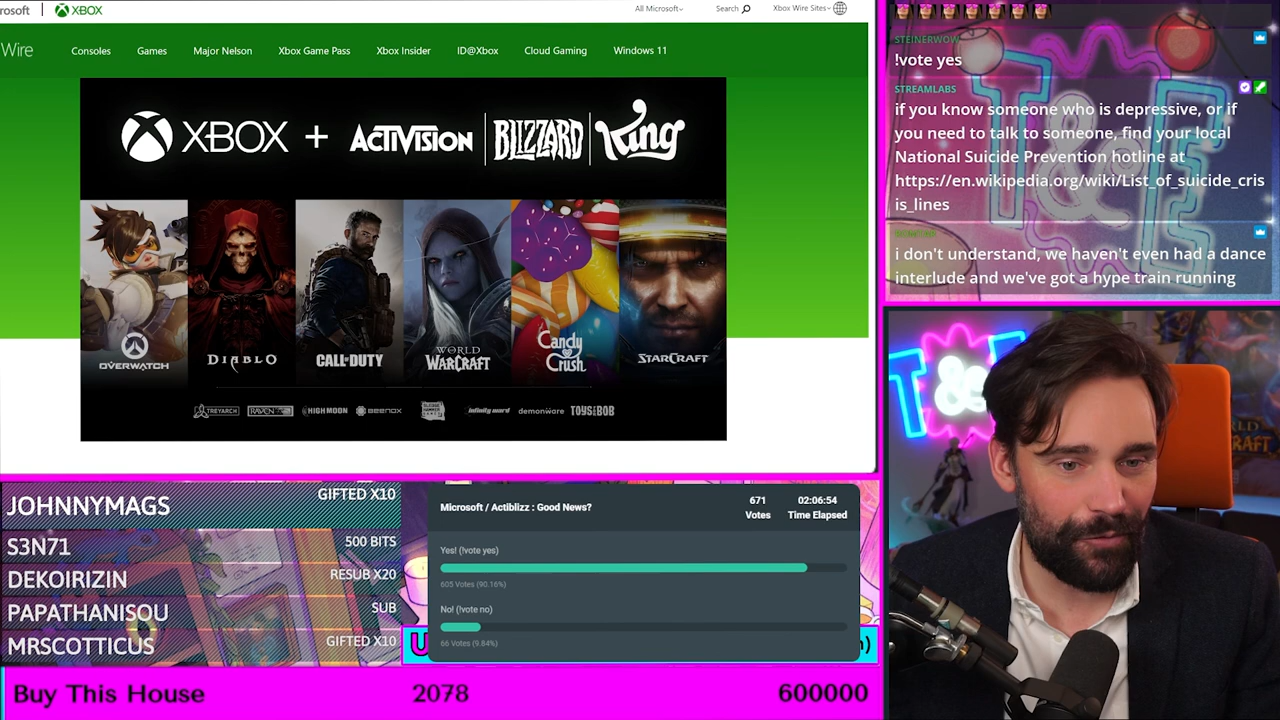 rosoft | XBOX
All Microsoft
Search
Xbox Wire Sites
Wire
Consoles
Games
Major Nelson
Xbox Game Pass
Xbox Insider
ID@Xbox
Cloud Gaming
Windows 11
XBOX + ACTIVISION | BLIZZARD | King
OVERWATCH
DIABLO
CALL OF DUTY
WORLD WARCRAFT
Candy Crush
STARCRAFT
TREYARCH
RAVEN
HIGH MOON
BEENOX
infinity ward
demonware
TOYS FOR BOB
STEINERWOW
!vote yes
STREAMLABS
if you know someone who is depressive, or if
you need to talk to someone, find your local
National Suicide Prevention hotline at
https://en.wikipedia.org/wiki/List_of_suicide_cris
is_lines
i don't understand, we haven't even had a dance
interlude and we've got a hype train running
T&E
T &
JOHNNYMAGS GIFTED X10
S3N71 500 BITS
DEKOIRIZIN RESUB X20
PAPATHANISOU SUB
MRSCOTTICUS GIFTED X10
Microsoft / Actiblizz : Good News?
671
Votes
02:06:54
Time Elapsed
Yes! (!vote yes)
605 Votes (90.16%)
No! (!vote no)
66 Votes (9.84%)
Buy This House 2078 600000